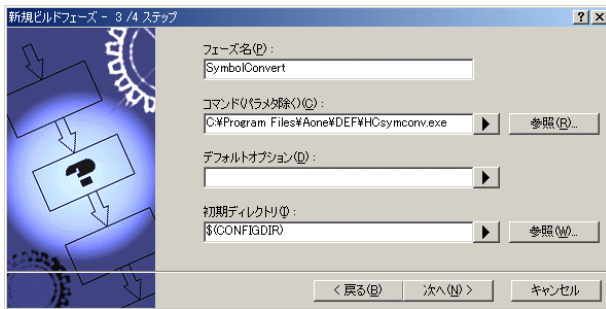 新規ビルドフェーズ - 3 /4 ステップ
フェーズ名(P) :
SymbolConvert
コマンド(パラメタ除く)(C) :
C:¥Program Files¥Aone¥DEF¥HCsymconv.exe
参照(R)...
デフォルトオプション(D) :
初期ディレクトリ(I) :
$(CONFIGDIR)
参照(W)...
< 戻る(B) 次へ(N) > キャンセル